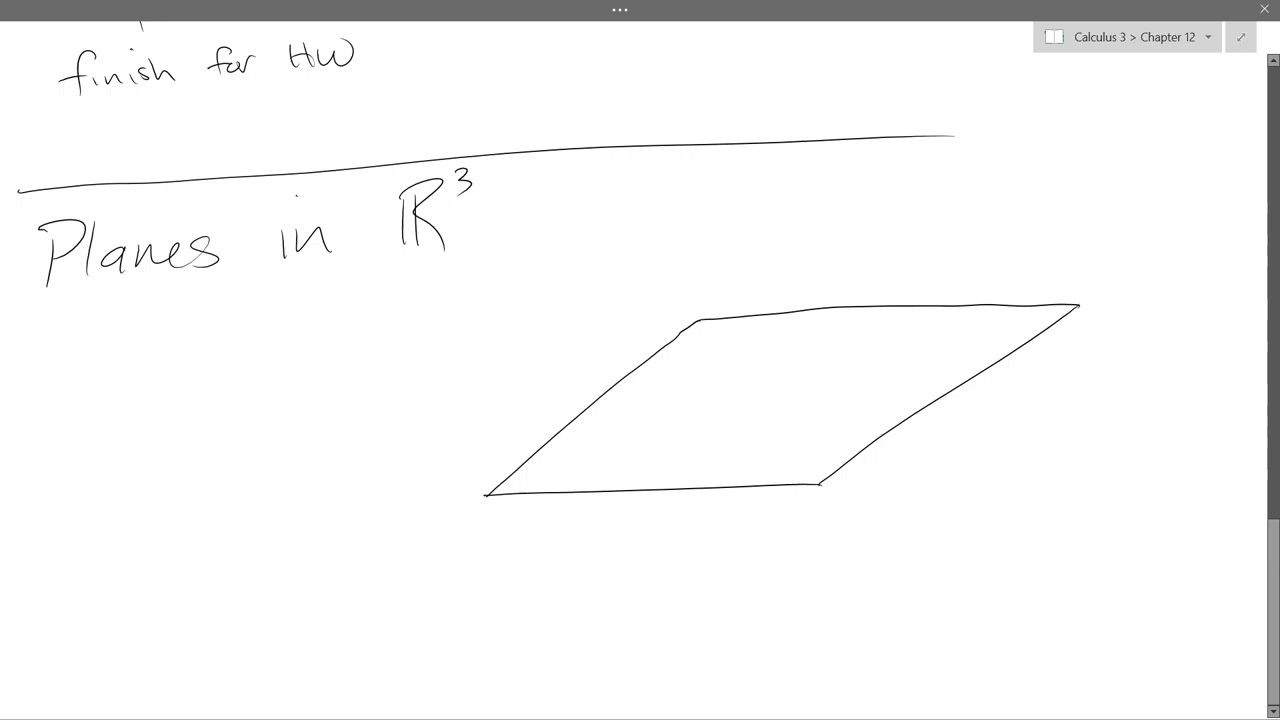 Calculus 3 > Chapter 12
finish for HW
Planes in ℝ³